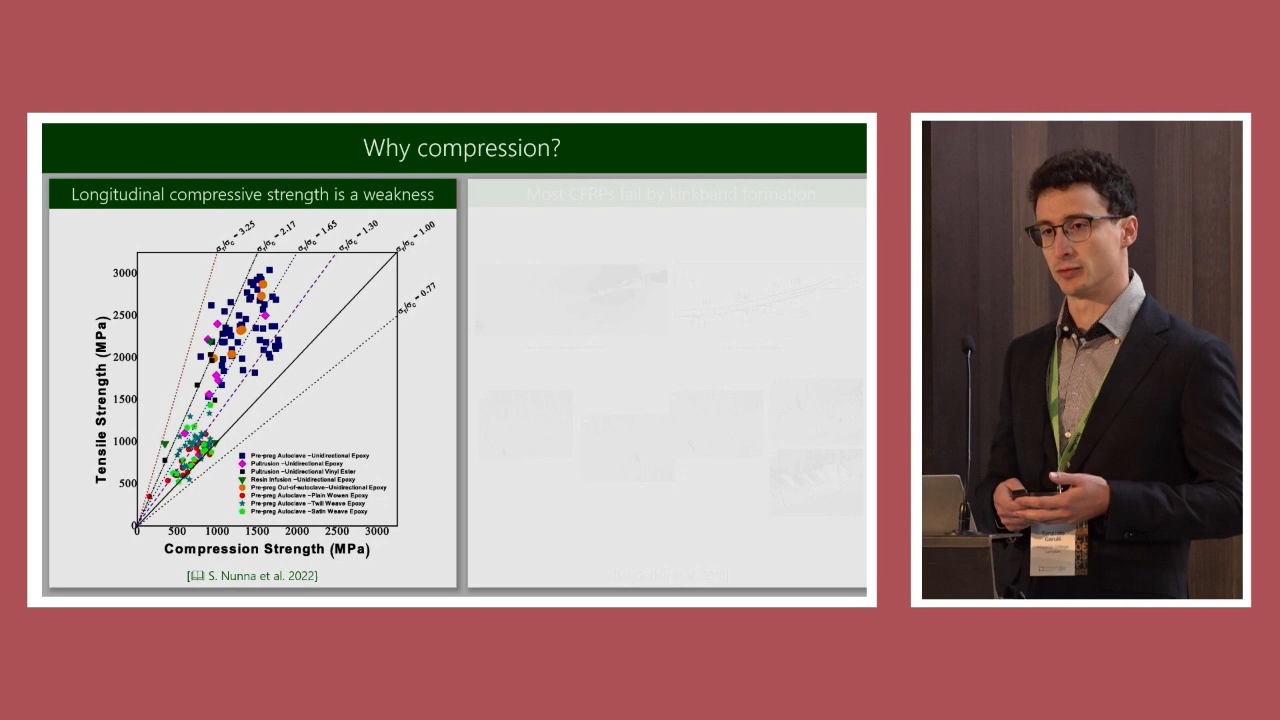 Why compression?
Longitudinal compressive strength is a weakness
Most CFRPs fail by kinkband formation
σT/σc = 3.25
σT/σc = 2.17
σT/σc = 1.65
σT/σc = 1.30
σT/σc = 1.00
σT/σc = 0.77
3000
2500
2000
1500
1000
500
0
Tensile Strength (MPa)
Pre-preg Autoclave -Unidirectional Epoxy
Pultrusion -Unidirectional Epoxy
Pultrusion -Unidirectional Vinyl Ester
Resin Infusion -Unidirectional Epoxy
Pre-preg Out-of-autoclave-Unidirectional Epoxy
Pre-preg Autoclave -Plain Woven Epoxy
Pre-preg Autoclave -Twill Weave Epoxy
Pre-preg Autoclave -Satin Weave Epoxy
0 500 1000 1500 2000 2500 3000
Compression Strength (MPa)
[S. Nunna et al. 2022]